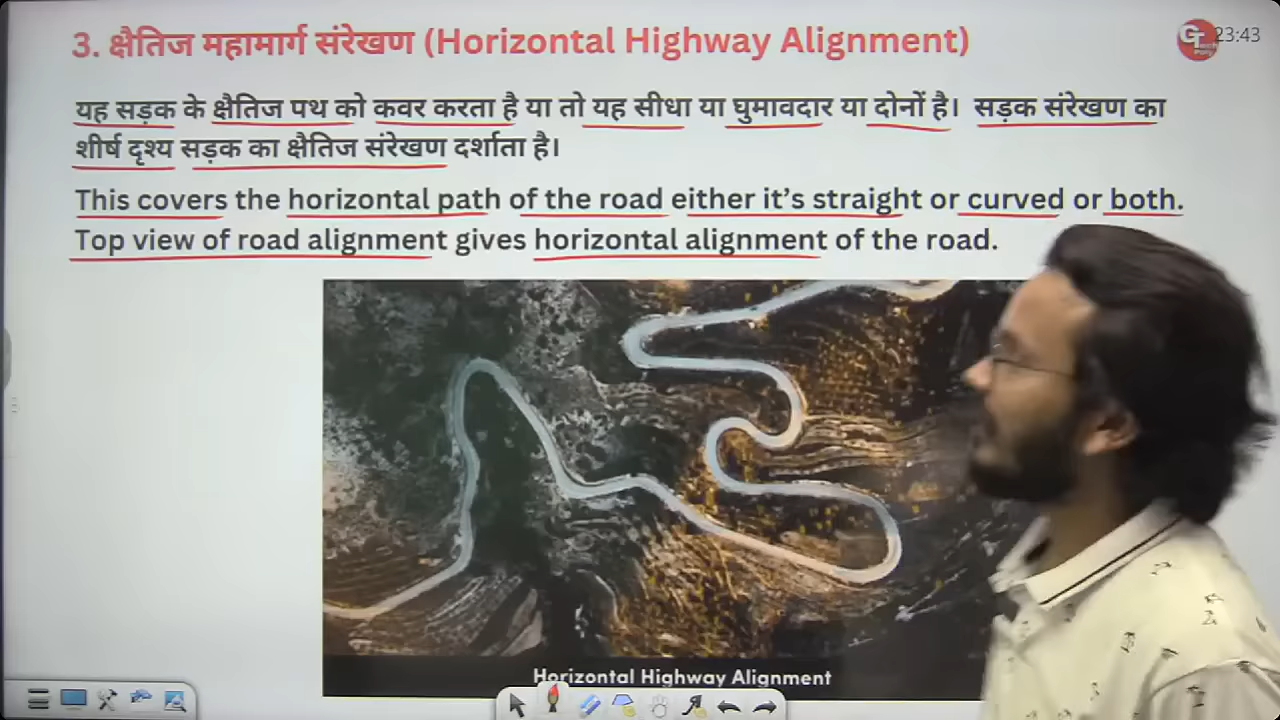 3. क्षैतिज महामार्ग संरेखण (Horizontal Highway Alignment)
GT
ech
23:43
यह सड़क के क्षैतिज पथ को कवर करता है या तो यह सीधा या घुमावदार या दोनों है। सड़क संरेखण का
शीर्ष दृश्य सड़क का क्षैतिज संरेखण दर्शाता है।
This covers the horizontal path of the road either it's straight or curved or both.
Top view of road alignment gives horizontal alignment of the road.
Horizontal Highway Alignment